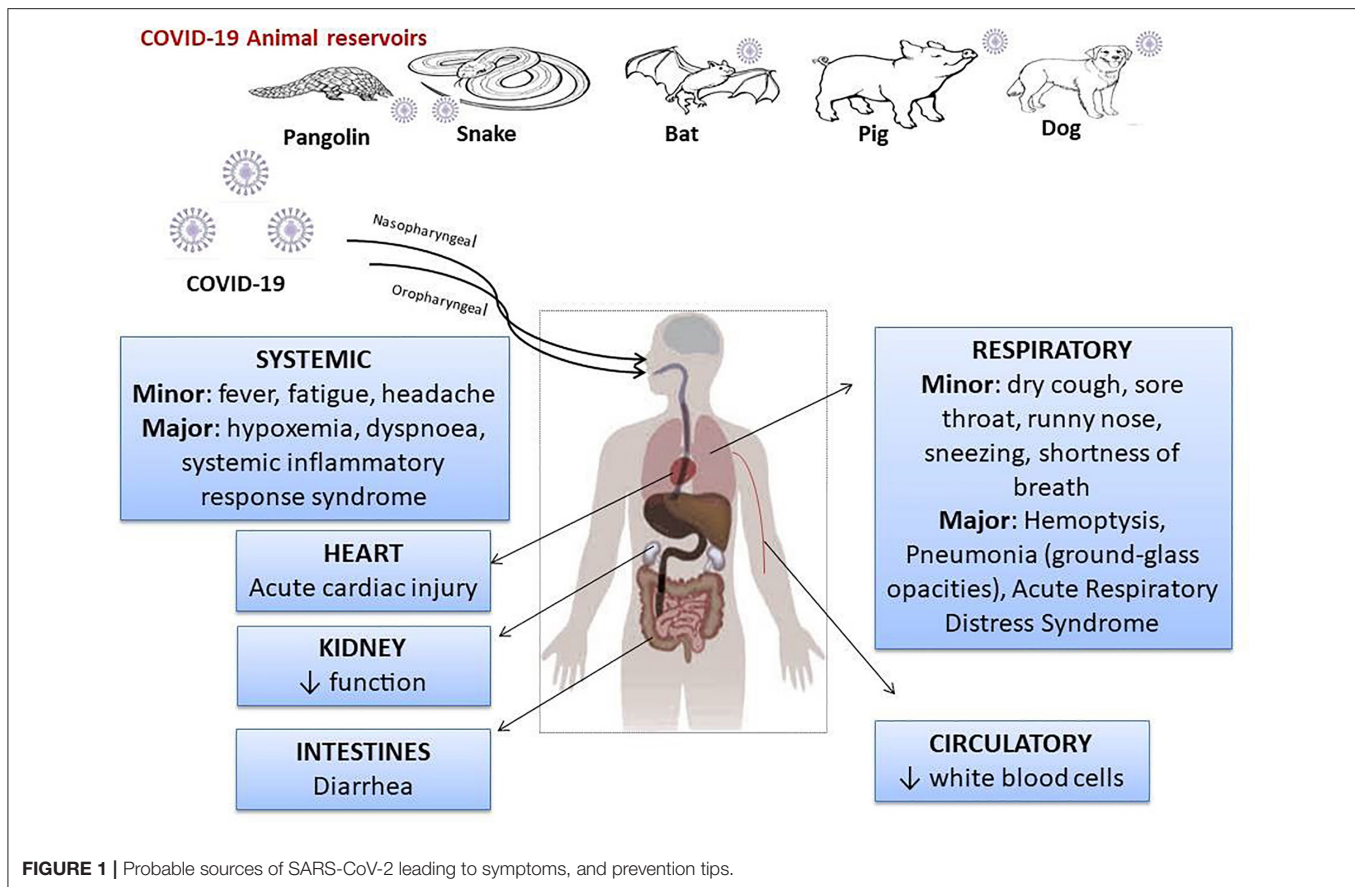 COVID-19 Animal reservoirs
Pangolin
Snake
Bat
Pig
Dog
COVID-19
Nasopharyngeal
Oropharyngeal
SYSTEMIC
Minor: fever, fatigue, headache
Major: hypoxemia, dyspnoea,
systemic inflammatory
response syndrome
HEART
Acute cardiac injury
KIDNEY
↓ function
INTESTINES
Diarrhea
RESPIRATORY
Minor: dry cough, sore
throat, runny nose,
sneezing, shortness of
breath
Major: Hemoptysis,
Pneumonia (ground-glass
opacities), Acute Respiratory
Distress Syndrome
CIRCULATORY
↓ white blood cells
FIGURE 1 | Probable sources of SARS-CoV-2 leading to symptoms, and prevention tips.